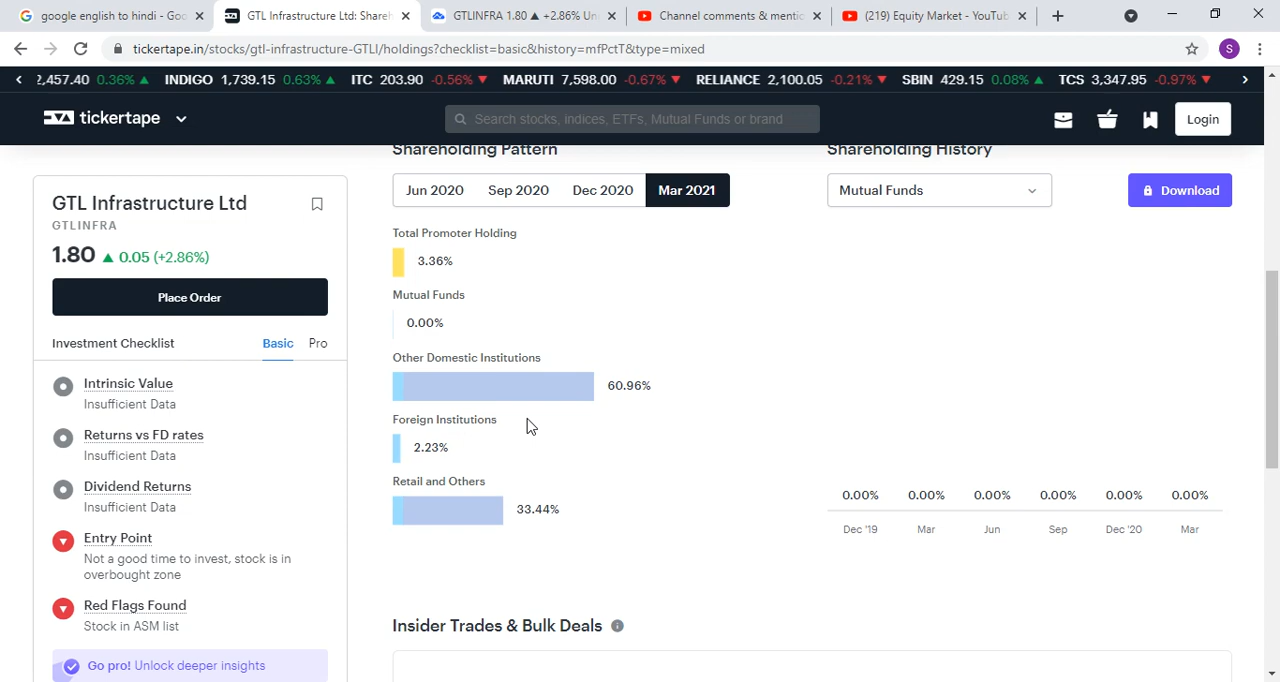 google english to hindi - Goo
GTL Infrastructure Ltd: Shareh
GTLINFRA 1.80 ▲ +2.86% Un
Channel comments & mentio
(219) Equity Market - YouTub
tickertape.in/stocks/gtl-infrastructure-GTLI/holdings?checklist=basic&history=mfPctT&type=mixed
S
2,457.40 0.36% ▲ INDIGO 1,739.15 0.63% ▲ ITC 203.90 -0.56% ▼ MARUTI 7,598.00 -0.67% ▼ RELIANCE 2,100.05 -0.21% ▼ SBIN 429.15 0.08% ▲ TCS 3,347.95 -0.97% ▼
tickertape
Search stocks, indices, ETFs, Mutual Funds or brand
Login
GTL Infrastructure Ltd
GTLINFRA
1.80 ▲ 0.05 (+2.86%)
Place Order
Investment Checklist Basic Pro
Intrinsic Value
Insufficient Data
Returns vs FD rates
Insufficient Data
Dividend Returns
Insufficient Data
Entry Point
Not a good time to invest, stock is in
overbought zone
Red Flags Found
Stock in ASM list
Go pro! Unlock deeper insights
Shareholding Pattern
Jun 2020 Sep 2020 Dec 2020 Mar 2021
Total Promoter Holding
3.36%
Mutual Funds
0.00%
Other Domestic Institutions
60.96%
Foreign Institutions
2.23%
Retail and Others
33.44%
Shareholding History
Mutual Funds
Download
0.00% 0.00% 0.00% 0.00% 0.00% 0.00%
Dec '19 Mar Jun Sep Dec '20 Mar
Insider Trades & Bulk Deals